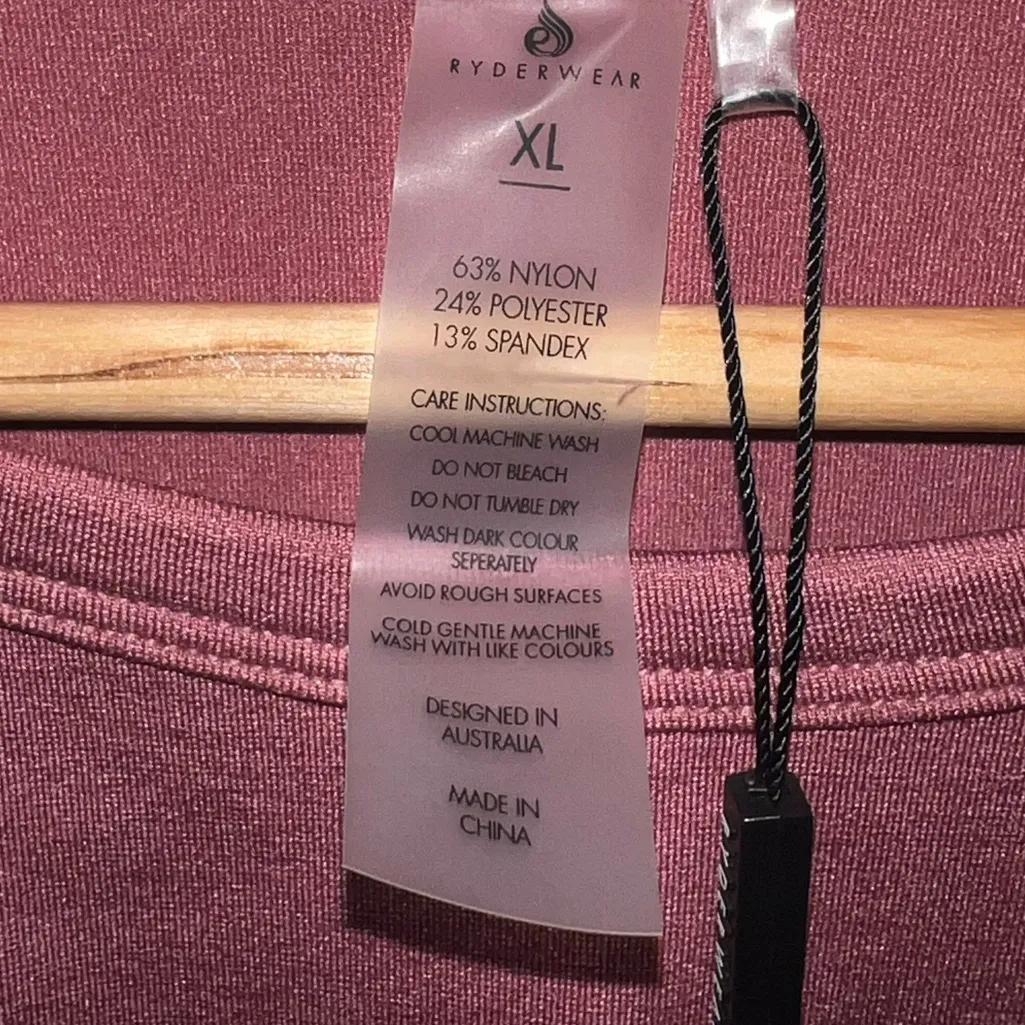 RYDERWEAR
XL
63% NYLON
24% POLYESTER
13% SPANDEX
CARE INSTRUCTIONS:
COOL MACHINE WASH
DO NOT BLEACH
DO NOT TUMBLE DRY
WASH DARK COLOUR
SEPERATELY
AVOID ROUGH SURFACES
COLD GENTLE MACHINE
WASH WITH LIKE COLOURS
DESIGNED IN
AUSTRALIA
MADE IN
CHINA